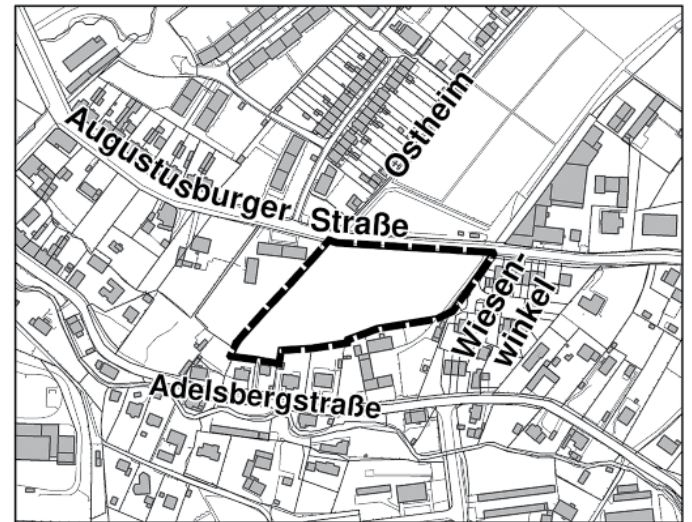 Ostheim
Augustusburger Straße
Wiesen-
winkel
Adelsbergstraße